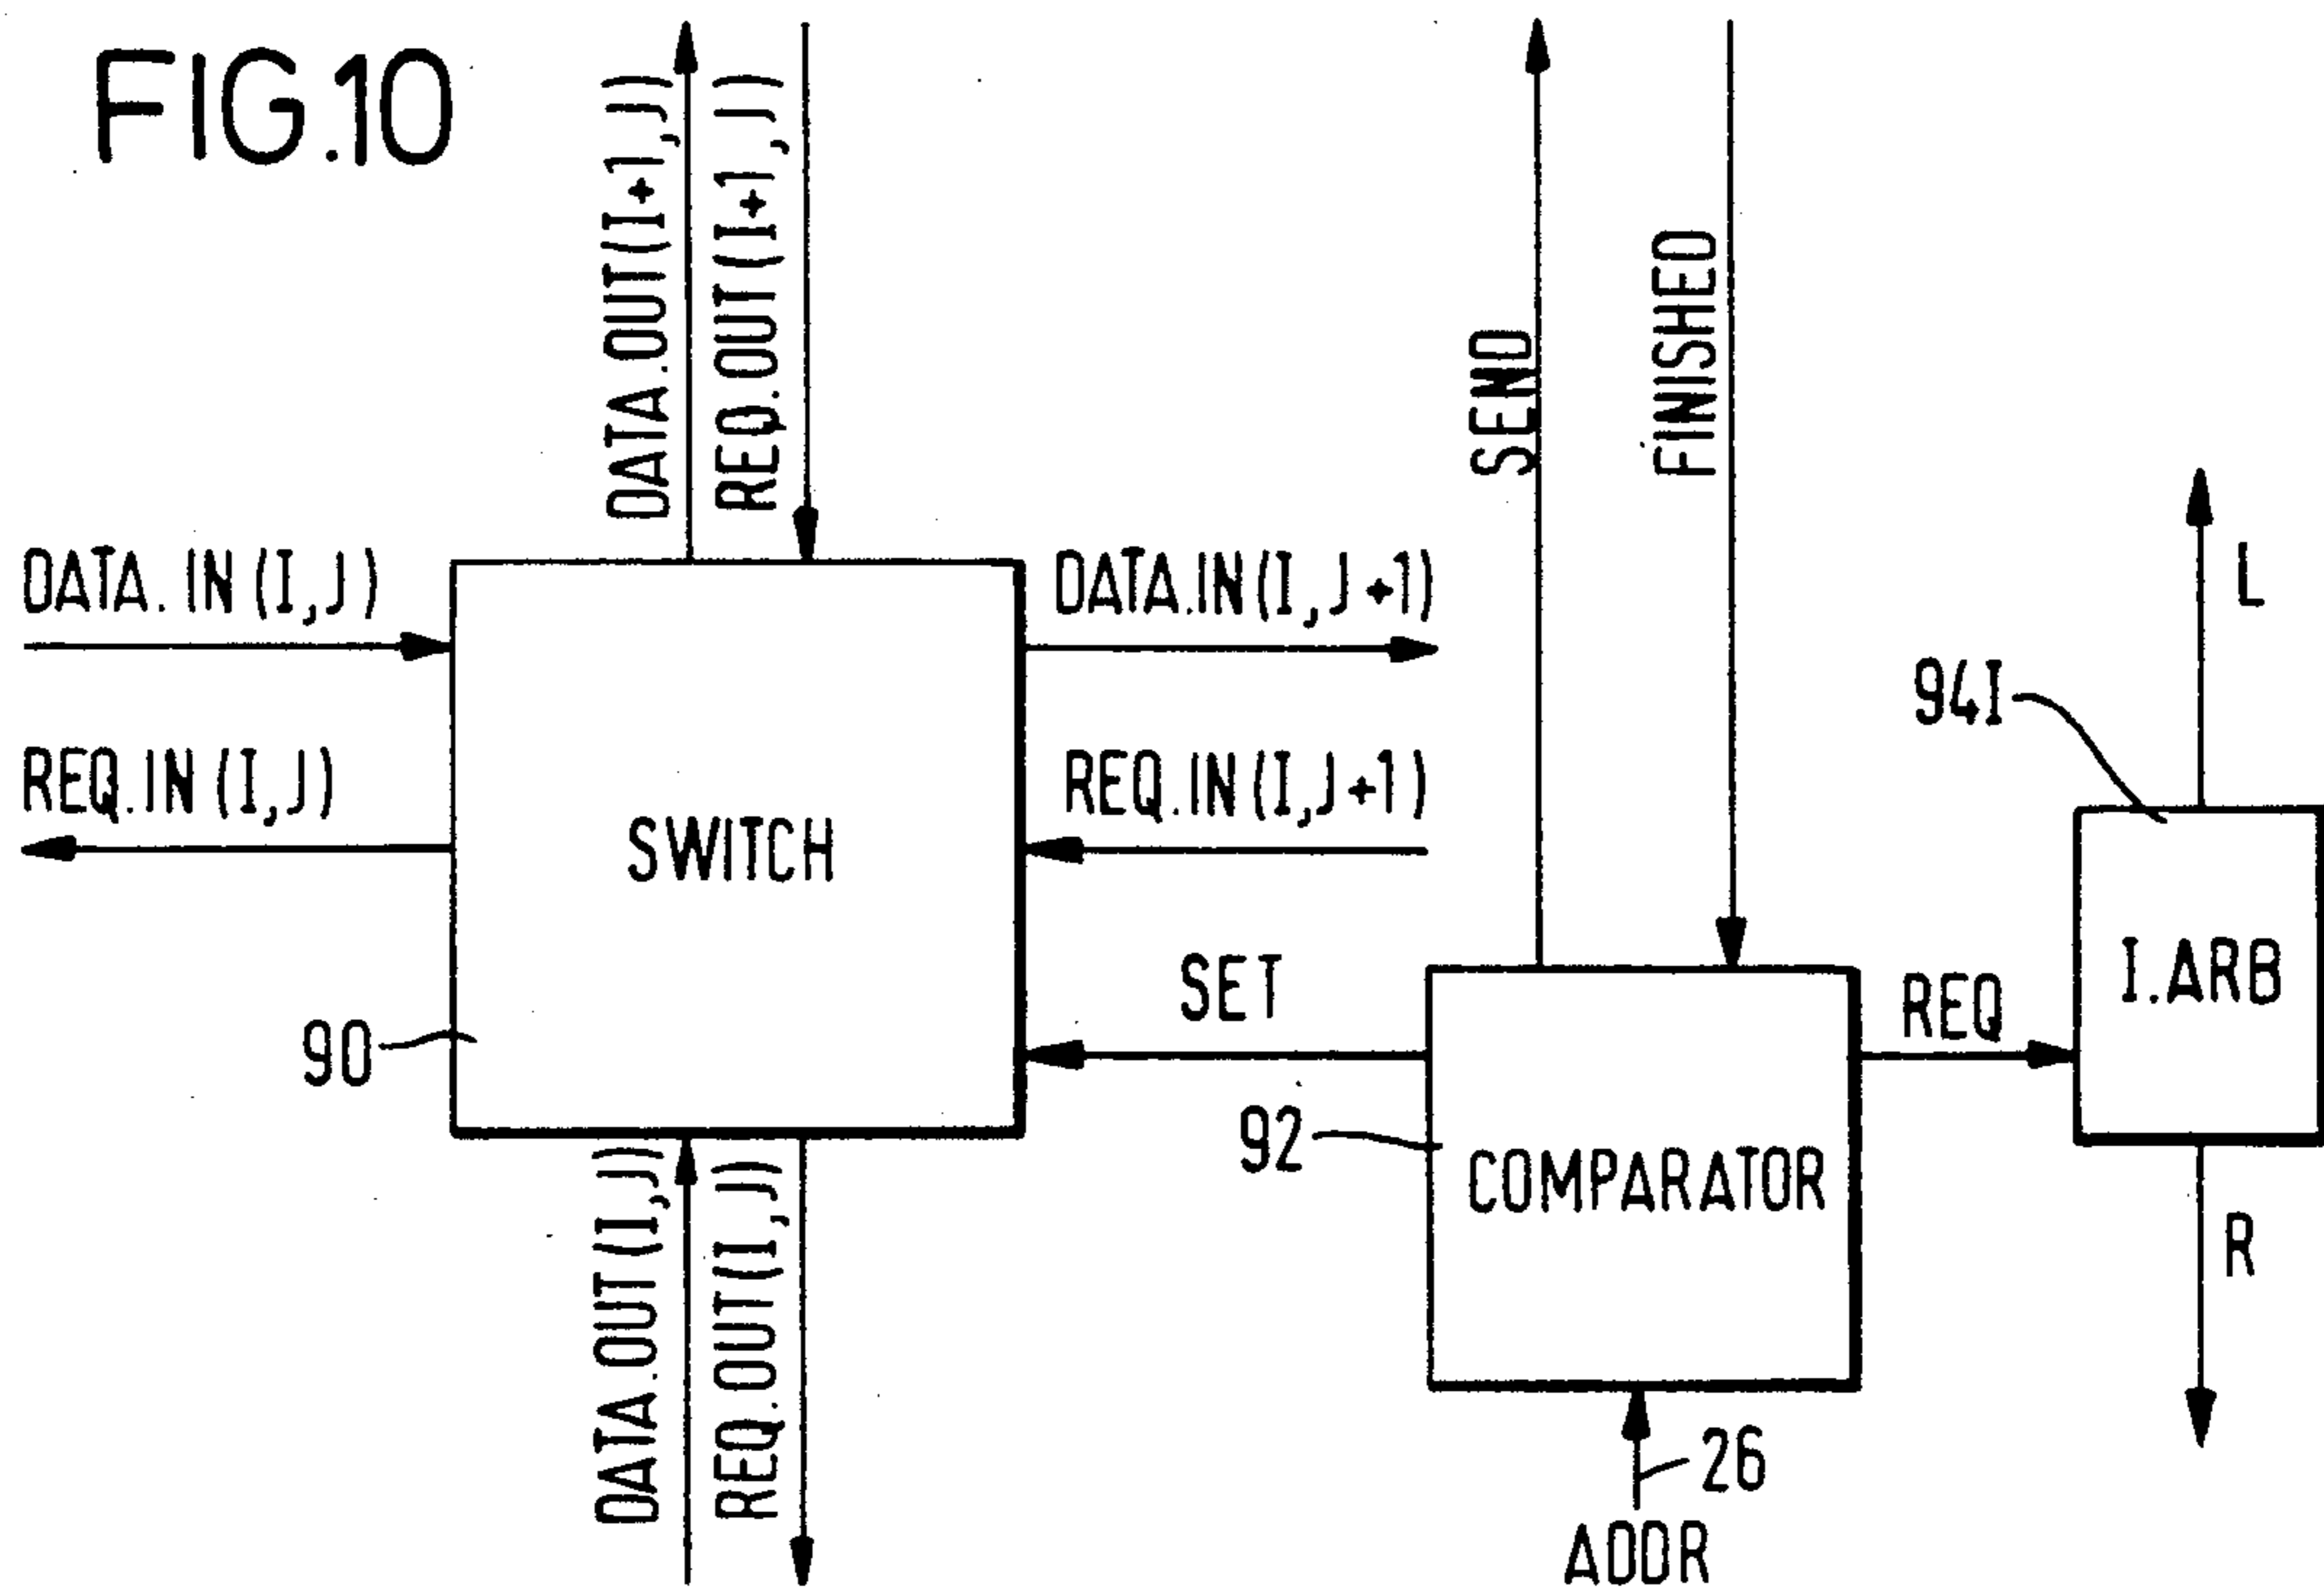 FIG.10
DATA.OUT(I+1,J)
REQ.OUT(I+1,J)
SEND
FINISHED
DATA.IN(I,J)
DATA.IN(I,J+1)
L
94I
REQ.IN(I,J)
REQ.IN(I,J+1)
SWITCH
SET
I.ARB
REQ
90
92
COMPARATOR
DATA.OUT(I,J)
REQ.OUT(I,J)
R
26
ADDR